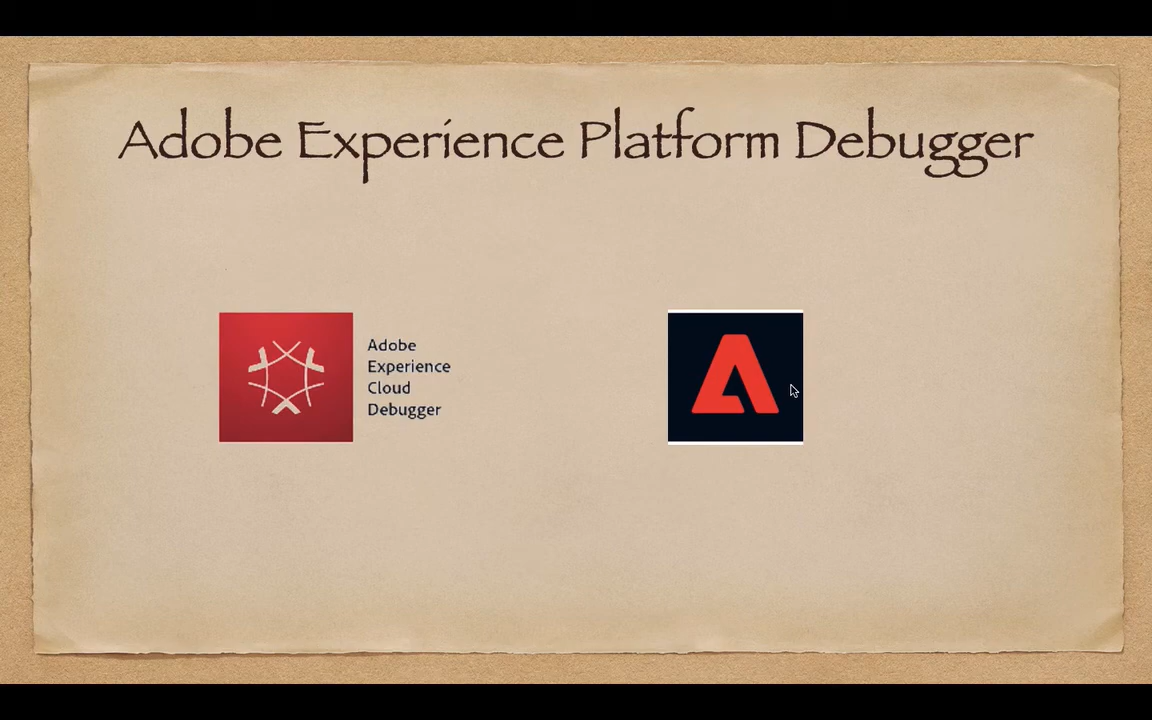 Adobe Experience Platform Debugger
Adobe
Experience
Cloud
Debugger